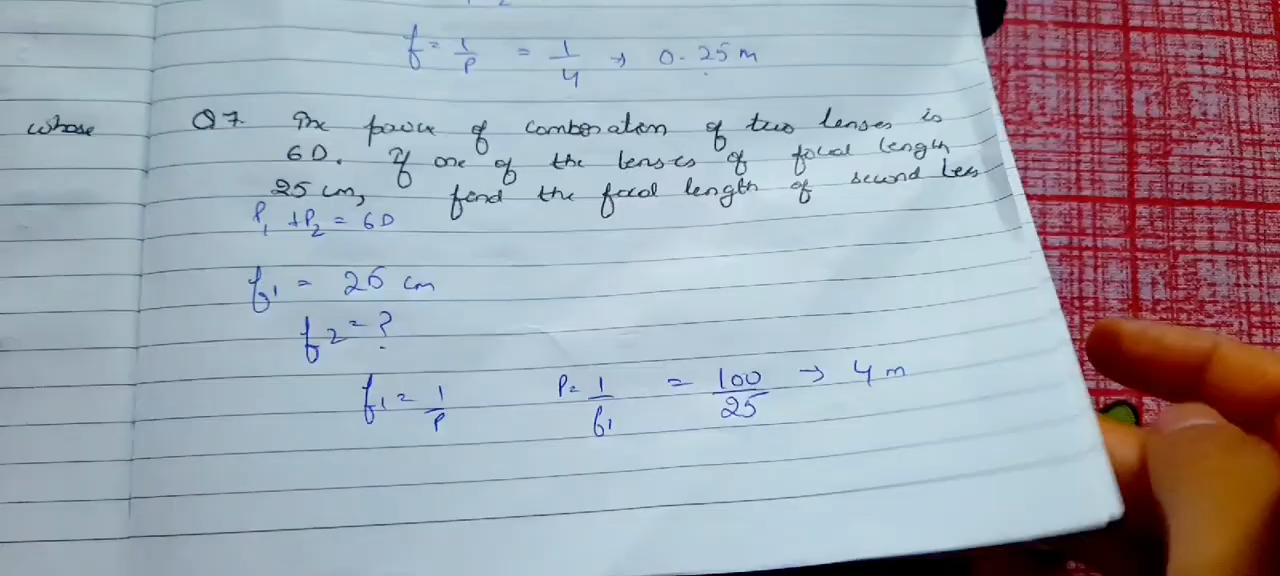 2
f = 1/P = 1/4 → 0.25 m
whose Q7 The power of combination of two lenses is
6D. If one of the lenses of focal length
25 cm, find the focal length of second lens
P₁ + P₂ = 6D
f₁ = 26 cm
f₂ = ?
f₁ = 1/P P = 1/f₁ = 100/25 → 4 m